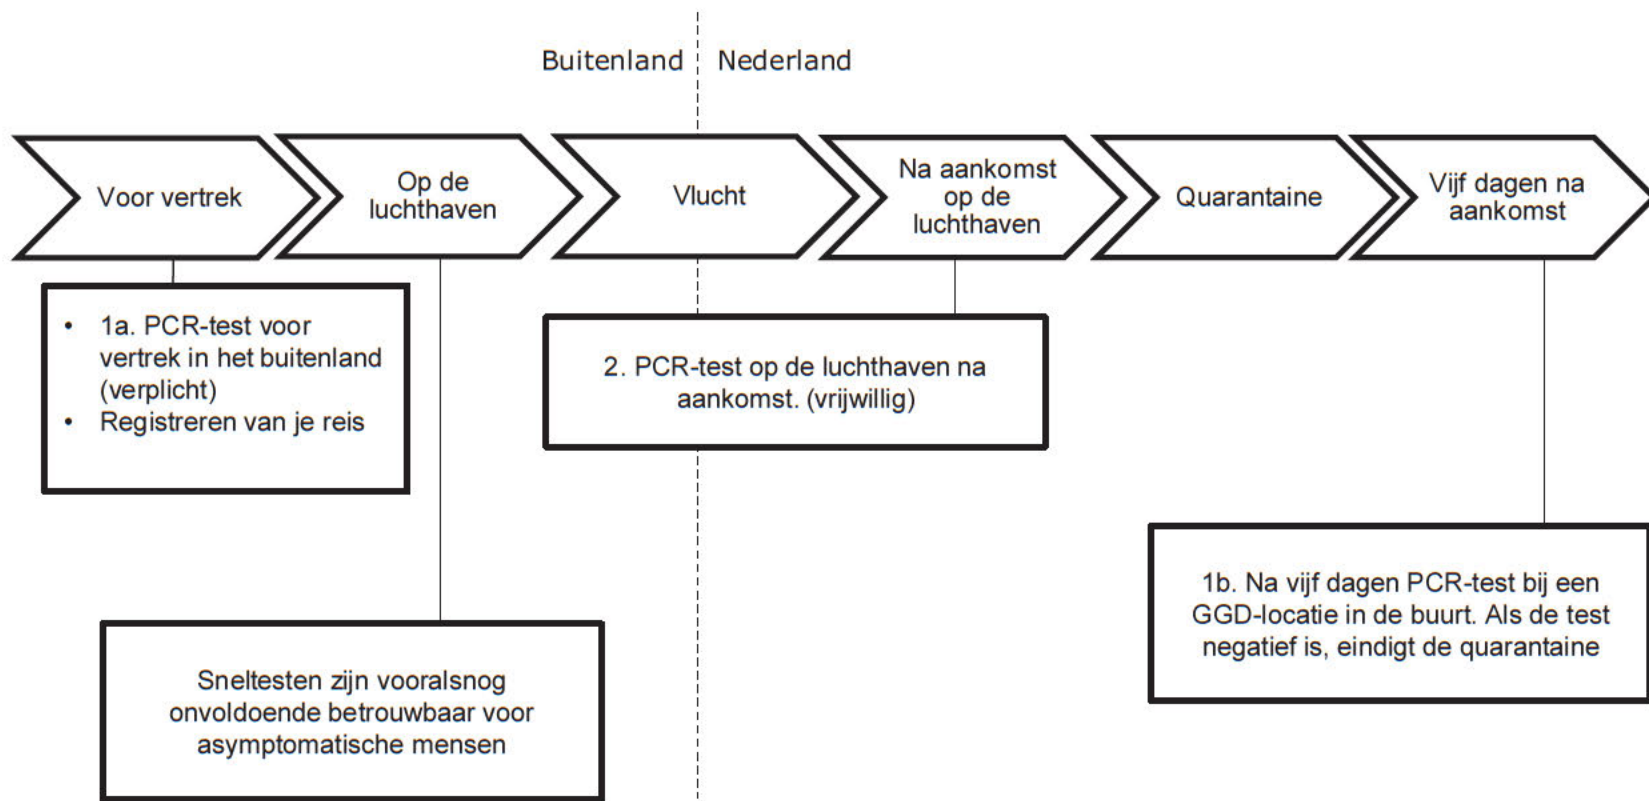 Buitenland
Nederland
Voor vertrek
Op de
luchthaven
Vlucht
Na aankomst
op de
luchthaven
Quarantaine
Vijf dagen na
aankomst
• 1a. PCR-test voor
vertrek in het buitenland
(verplicht)
• Registreren van je reis
2. PCR-test op de luchthaven na
aankomst. (vrijwillig)
Sneltesten zijn vooralsnog
onvoldoende betrouwbaar voor
asymptomatische mensen
1b. Na vijf dagen PCR-test bij een
GGD-locatie in de buurt. Als de test
negatief is, eindigt de quarantaine